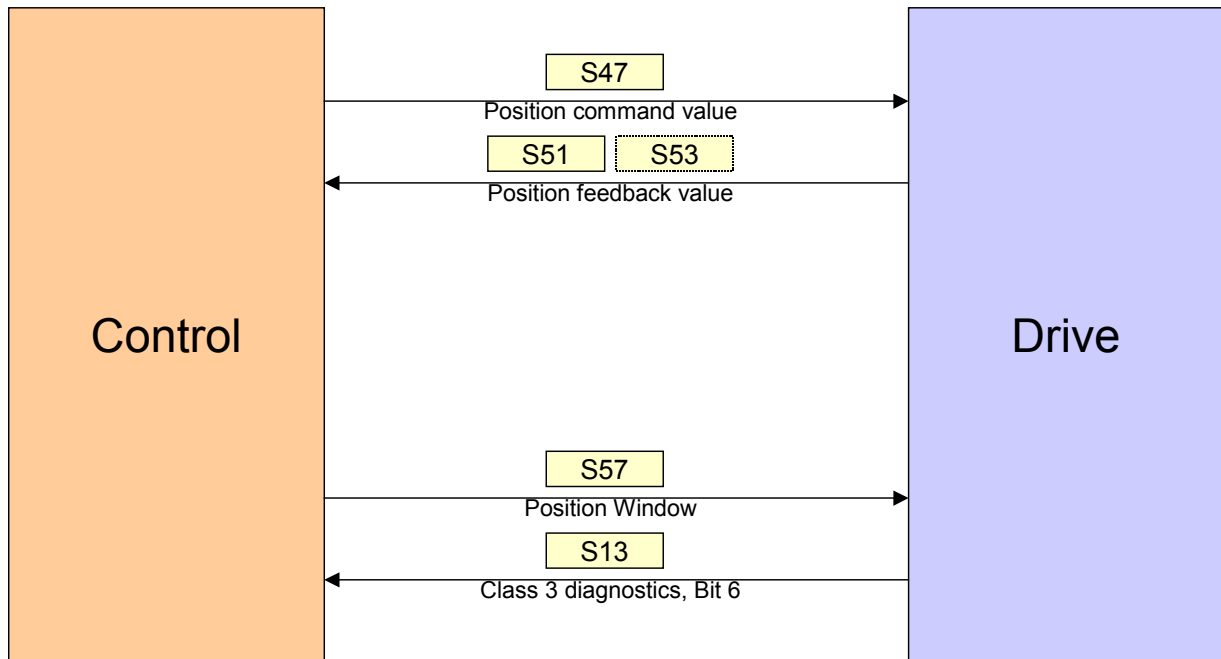 S47
Position command value
S51 S53
Position feedback value
Control
Drive
S57
Position Window
S13
Class 3 diagnostics, Bit 6